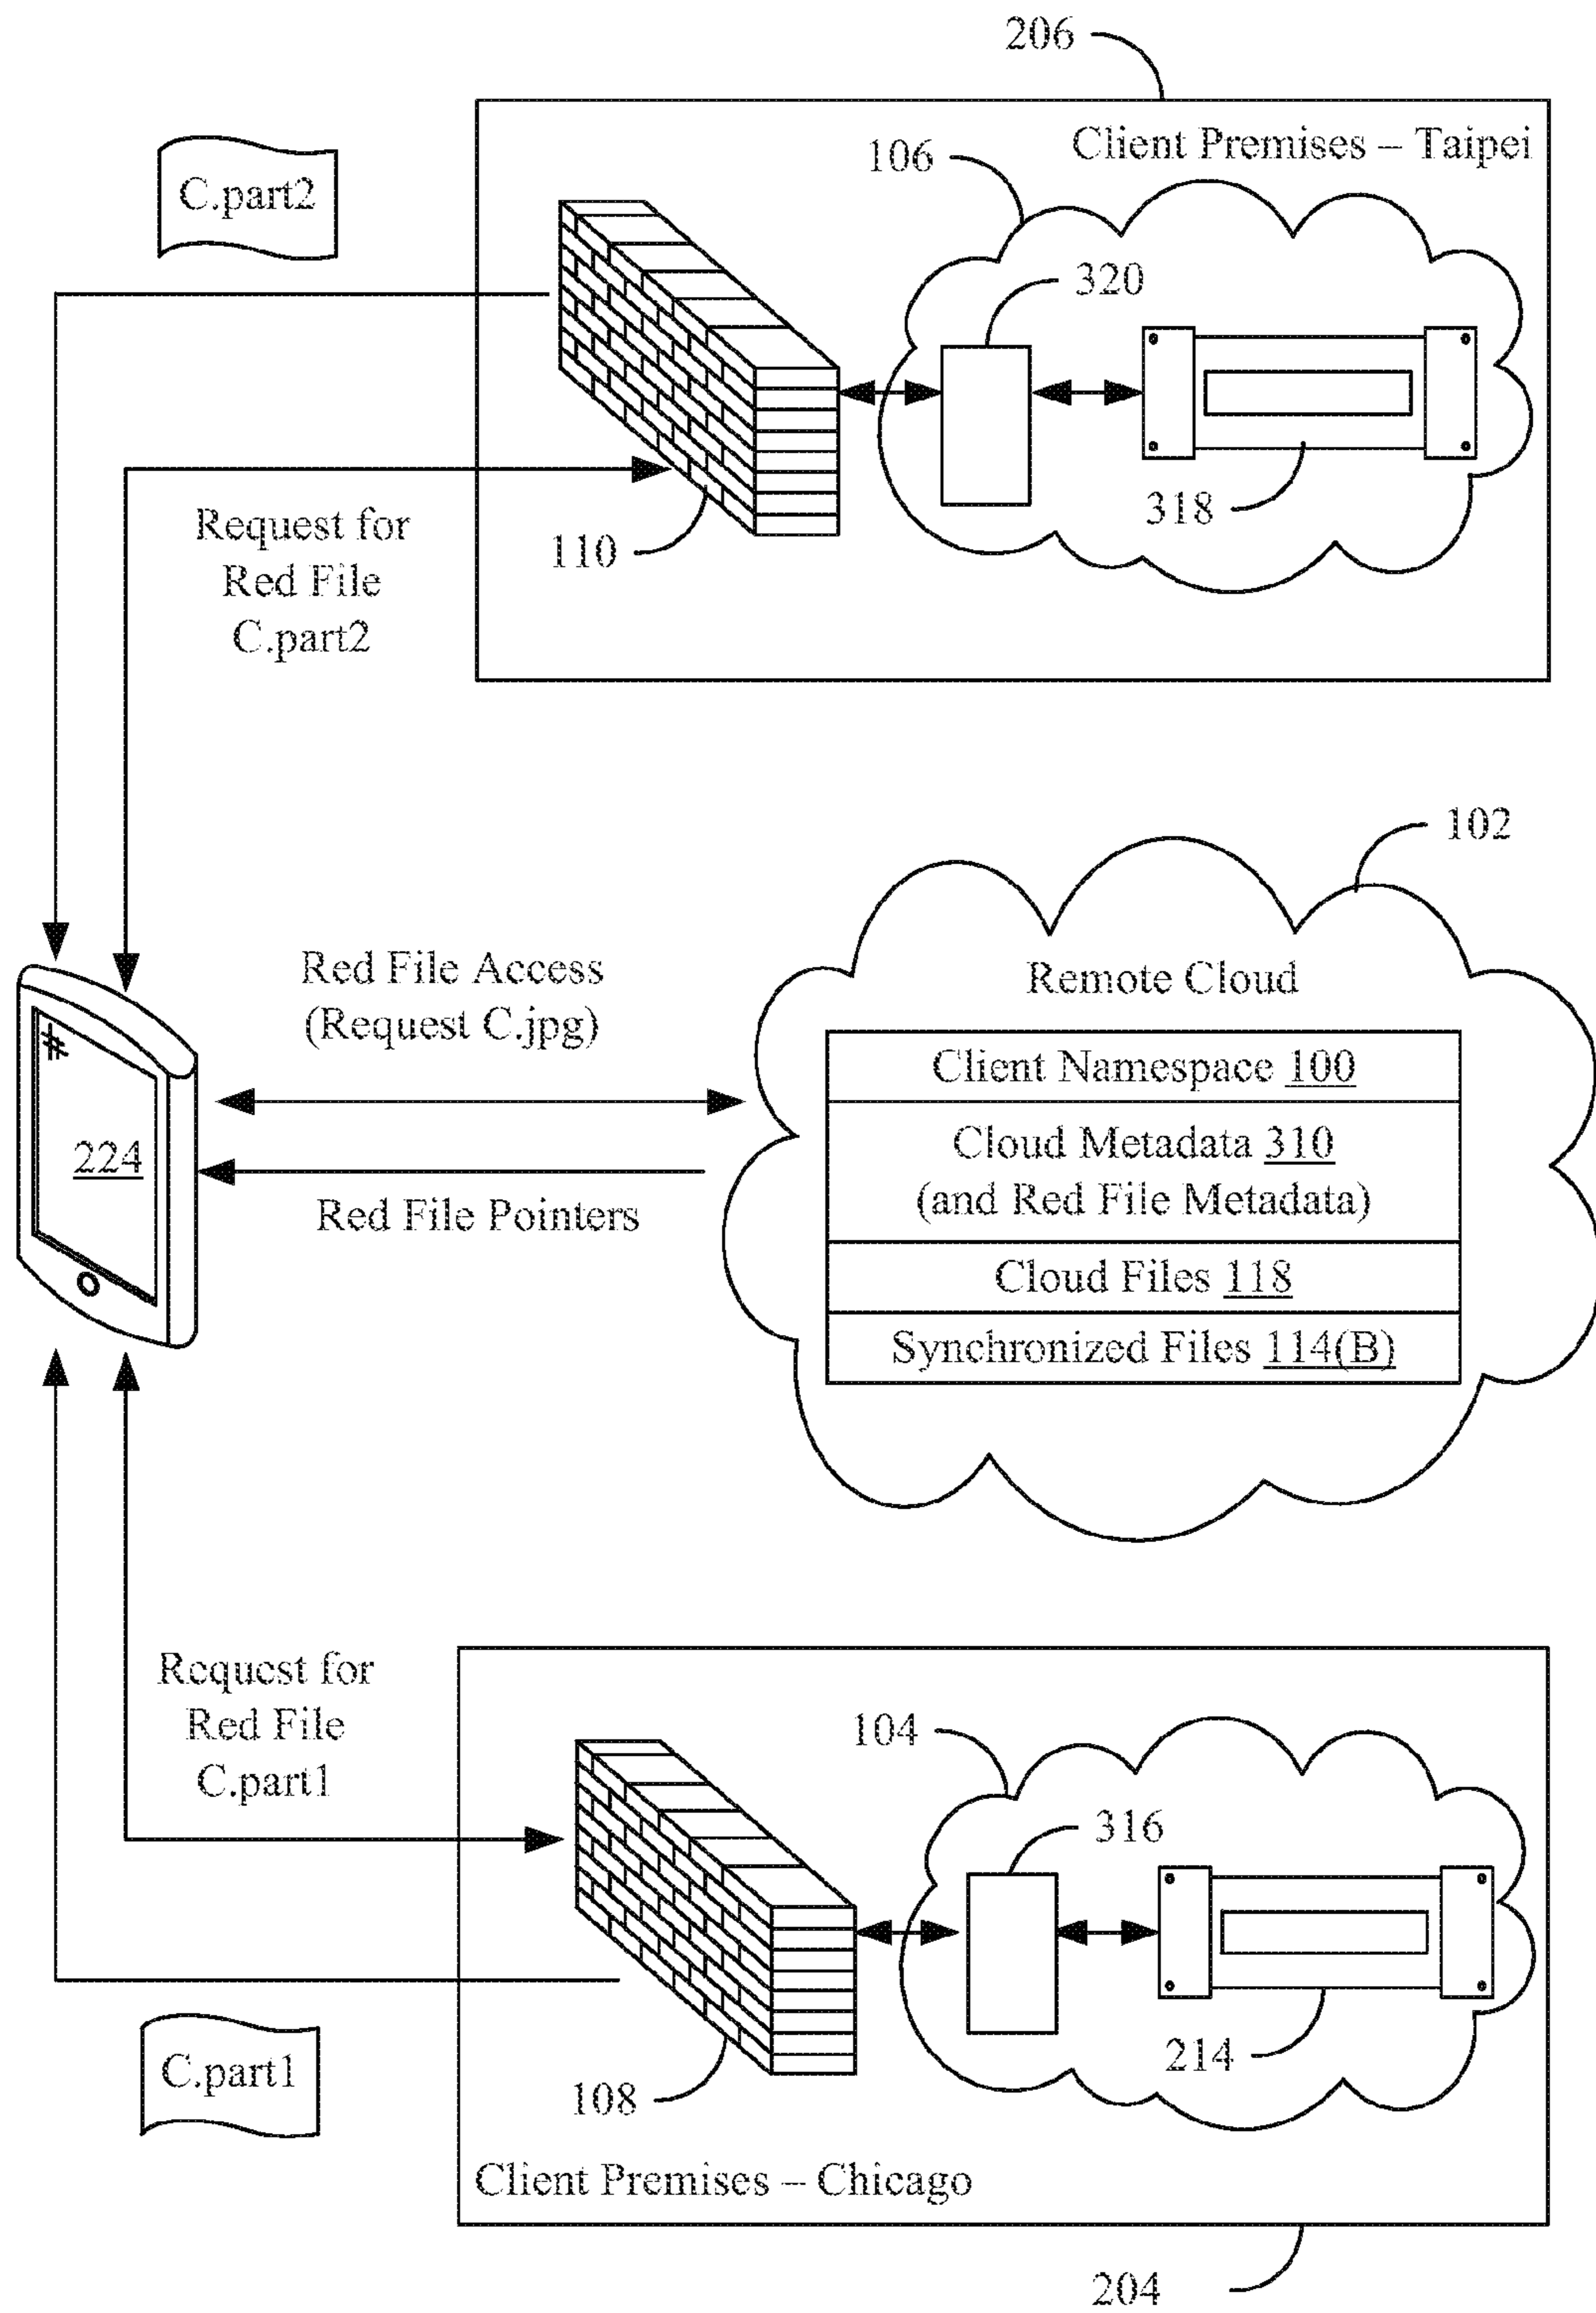 206
Client Premises – Taipei
106
C.part2
320
318
110
Request for
Red File
C.part2
102
Remote Cloud
Red File Access
(Request C.jpg)
Client Namespace 100
Cloud Metadata 310
(and Red File Metadata)
224
Red File Pointers
Cloud Files 118
Synchronized Files 114(B)
Request for
Red File
C.part1
104
316
214
C.part1
108
Client Premises – Chicago
204